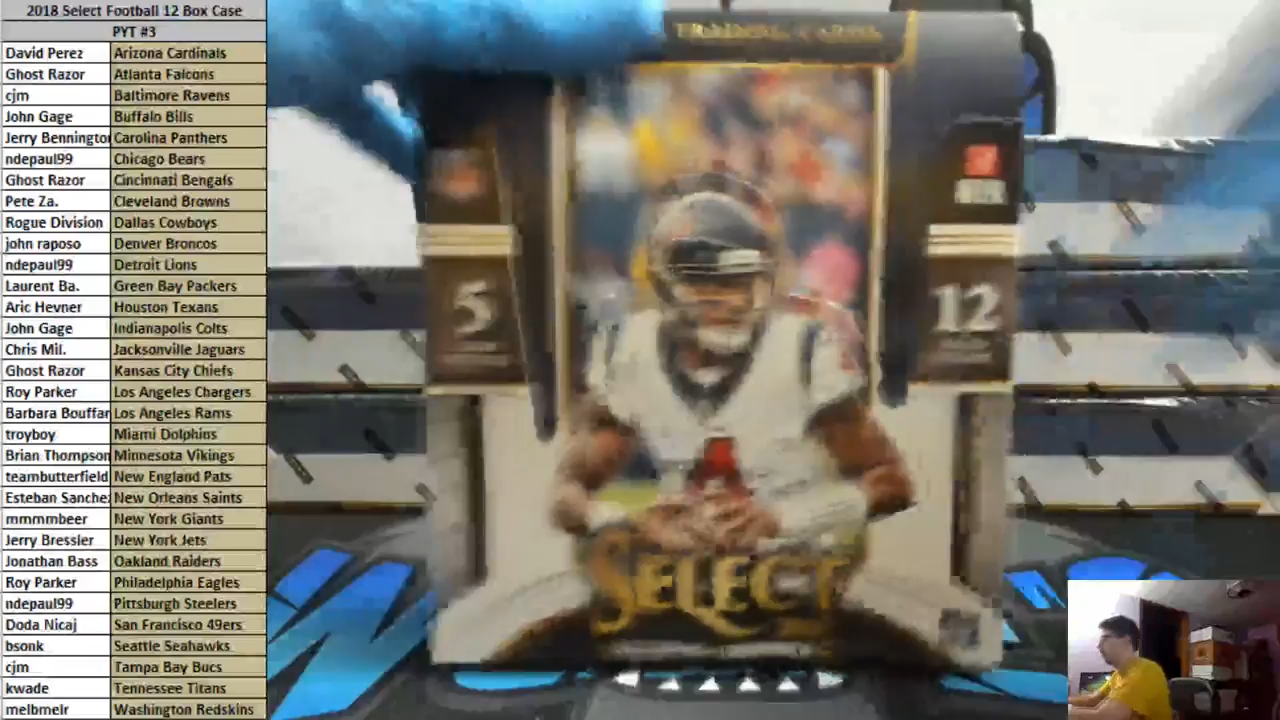 2018 Select Football 12 Box Case
PYT #3
David Perez Arizona Cardinals
Ghost Razor Atlanta Falcons
cjm Baltimore Ravens
John Gage Buffalo Bills
Jerry Benningto Carolina Panthers
ndepaul99 Chicago Bears
Ghost Razor Cincinnati Bengals
Pete Za. Cleveland Browns
Rogue Division Dallas Cowboys
john raposo Denver Broncos
ndepaul99 Detroit Lions
Laurent Ba. Green Bay Packers
Aric Hevner Houston Texans
John Gage Indianapolis Colts
Chris Mil. Jacksonville Jaguars
Ghost Razor Kansas City Chiefs
Roy Parker Los Angeles Chargers
Barbara Bouffar Los Angeles Rams
troyboy Miami Dolphins
Brian Thompson Minnesota Vikings
teambutterfield New England Pats
Esteban Sanche New Orleans Saints
mmmmbeer New York Giants
Jerry Bressler New York Jets
Jonathan Bass Oakland Raiders
Roy Parker Philadelphia Eagles
ndepaul99 Pittsburgh Steelers
Doda Nicaj San Francisco 49ers
bsonk Seattle Seahawks
cjm Tampa Bay Bucs
kwade Tennessee Titans
melbmelr Washington Redskins
TRADING CARDS
5
12
SELECT